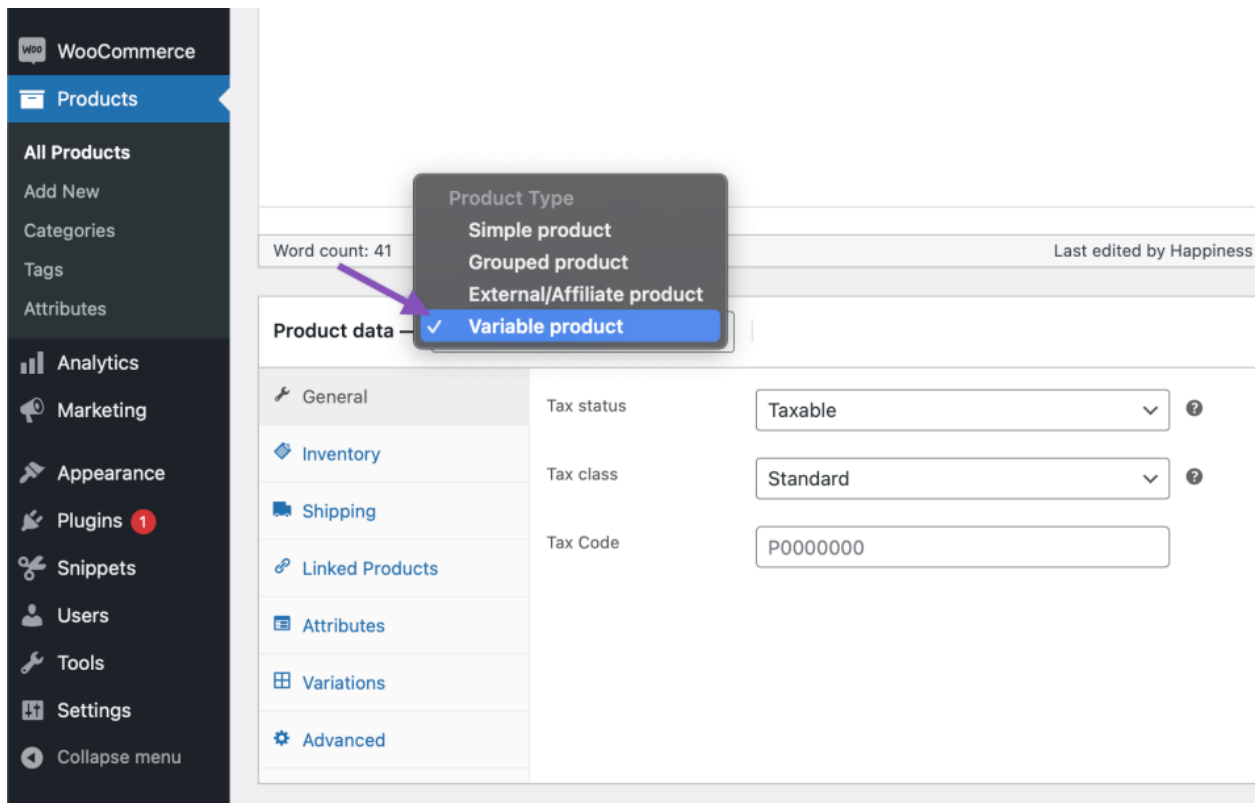 Woo WooCommerce
Products
All Products
Add New
Categories
Tags
Attributes
Analytics
Marketing
Appearance
Plugins 1
Snippets
Users
Tools
Settings
Collapse menu
Product Type
Simple product
Grouped product
External/Affiliate product
✓ Variable product
Word count: 41
Last edited by Happiness
Product data —
General
Inventory
Shipping
Linked Products
Attributes
Variations
Advanced
Tax status
Taxable
Tax class
Standard
Tax Code
P0000000